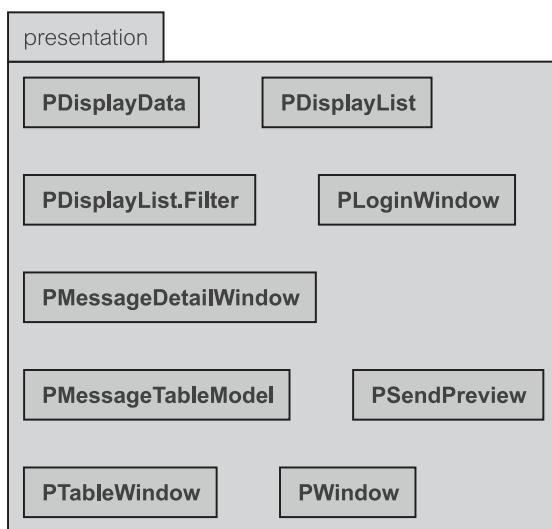 presentation
PDisplayData PDisplayList
PDisplayList.Filter PLoginWindow
PMessageDetailWindow
PMessageTableModel PSendPreview
PTableWindow PWindow